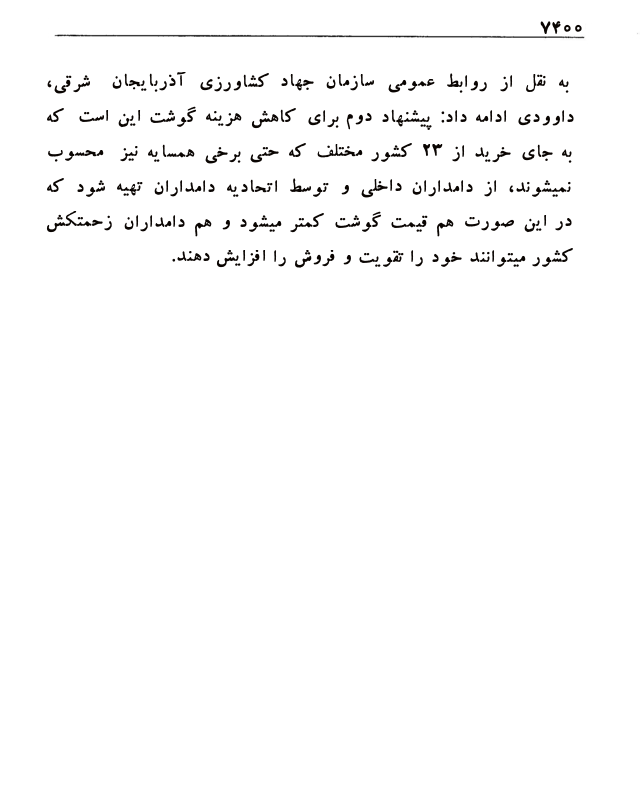 ۷۴۰۰
به نقل از روابط عمومی سازمان جهاد کشاورزی آذربایجان شرقی،
داوودی ادامه داد: پیشنهاد دوم برای کاهش هزینه گوشت این است که
به جای خرید از ۲۳ کشور مختلف که حتی برخی همسایه نیز محسوب
نمیشوند، از دامداران داخلی و توسط اتحادیه دامداران تهیه شود که
در این صورت هم قیمت گوشت کمتر میشود و هم دامداران زحمتکش
کشور میتوانند خود را تقویت و فروش را افزایش دهند.